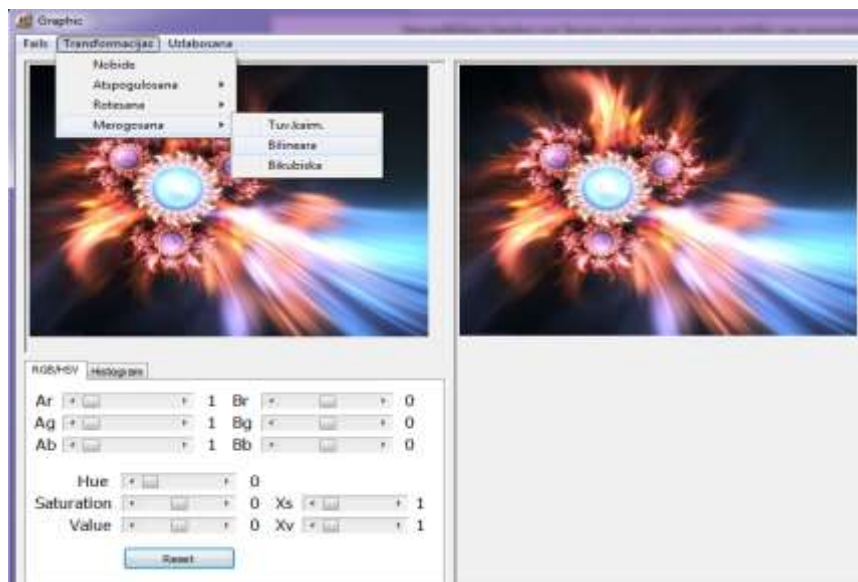 Graphic
Fails Transformacijas Uzlabosana
Nobide
Atspogulosana
Rotesana
Merogosana
Tuv.kaim.
Bilineara
Bikubiska
RGB/HSV Histogram
Ar 1 Br 0
Ag 1 Bg 0
Ab 1 Bb 0
Hue 0
Saturation 0 Xs 1
Value 0 Xv 1
Reset